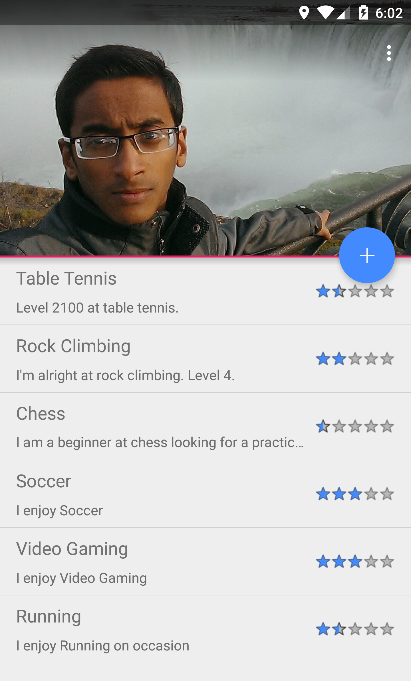 6:02
Table Tennis
Level 2100 at table tennis.
Rock Climbing
I'm alright at rock climbing. Level 4.
Chess
I am a beginner at chess looking for a practic...
Soccer
I enjoy Soccer
Video Gaming
I enjoy Video Gaming
Running
I enjoy Running on occasion